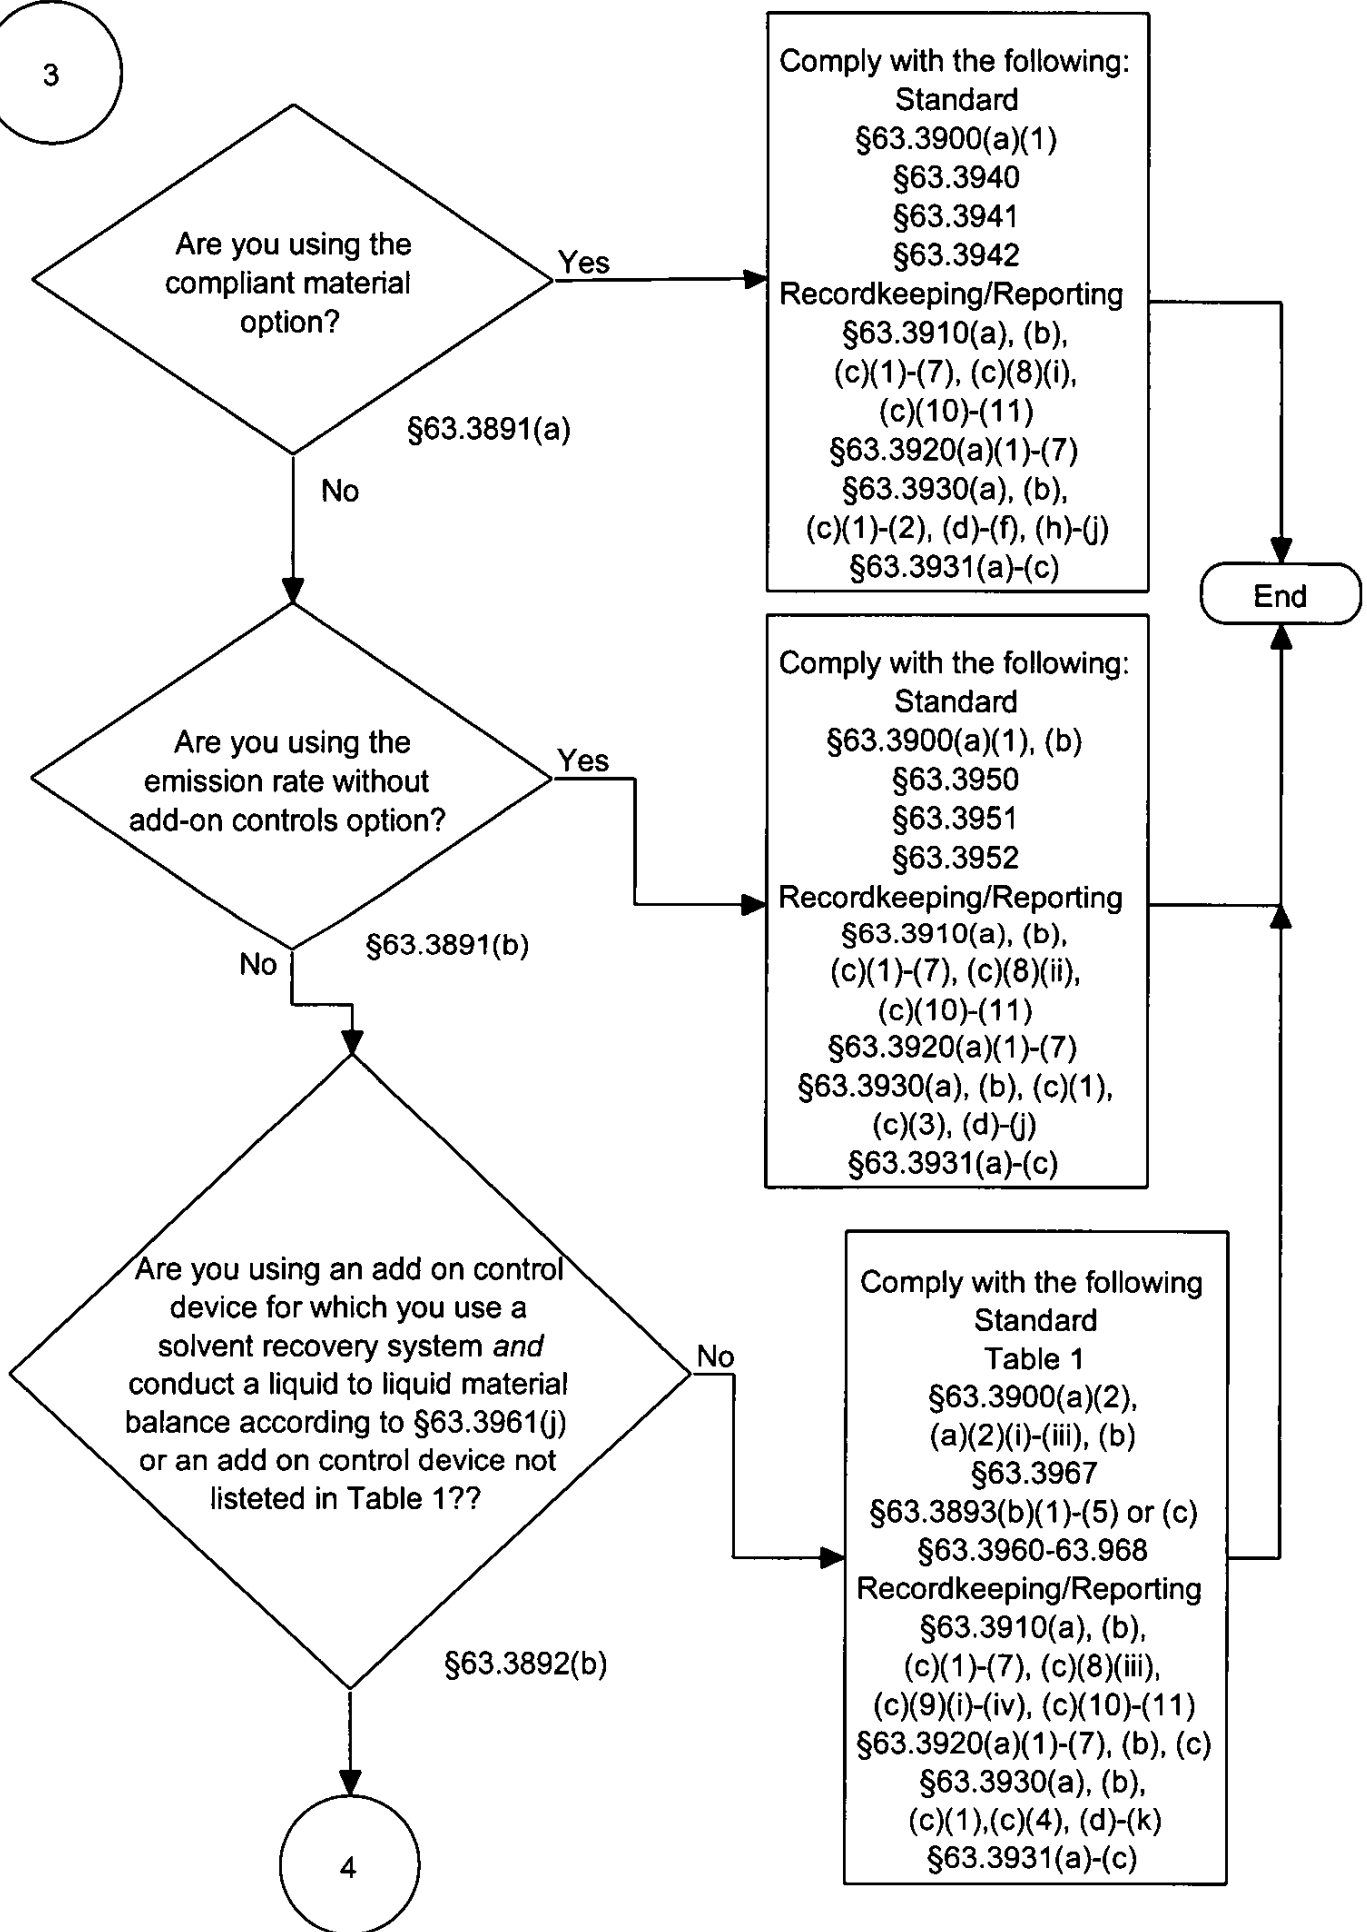 3
Are you using the
compliant material
option?
Yes
§63.3891(a)
No
Comply with the following:
Standard
§63.3900(a)(1)
§63.3940
§63.3941
§63.3942
Recordkeeping/Reporting
§63.3910(a), (b),
(c)(1)-(7), (c)(8)(i),
(c)(10)-(11)
§63.3920(a)(1)-(7)
§63.3930(a), (b),
(c)(1)-(2), (d)-(f), (h)-(j)
§63.3931(a)-(c)
End
Are you using the
emission rate without
add-on controls option?
Yes
§63.3891(b)
No
Comply with the following:
Standard
§63.3900(a)(1), (b)
§63.3950
§63.3951
§63.3952
Recordkeeping/Reporting
§63.3910(a), (b),
(c)(1)-(7), (c)(8)(ii),
(c)(10)-(11)
§63.3920(a)(1)-(7)
§63.3930(a), (b), (c)(1),
(c)(3), (d)-(j)
§63.3931(a)-(c)
Are you using an add on control
device for which you use a
solvent recovery system and
conduct a liquid to liquid material
balance according to §63.3961(j)
or an add on control device not
listeted in Table 1??
No
§63.3892(b)
Comply with the following
Standard
Table 1
§63.3900(a)(2),
(a)(2)(i)-(iii), (b)
§63.3967
§63.3893(b)(1)-(5) or (c)
§63.3960-63.968
Recordkeeping/Reporting
§63.3910(a), (b),
(c)(1)-(7), (c)(8)(iii),
(c)(9)(i)-(iv), (c)(10)-(11)
§63.3920(a)(1)-(7), (b), (c)
§63.3930(a), (b),
(c)(1),(c)(4), (d)-(k)
§63.3931(a)-(c)
4